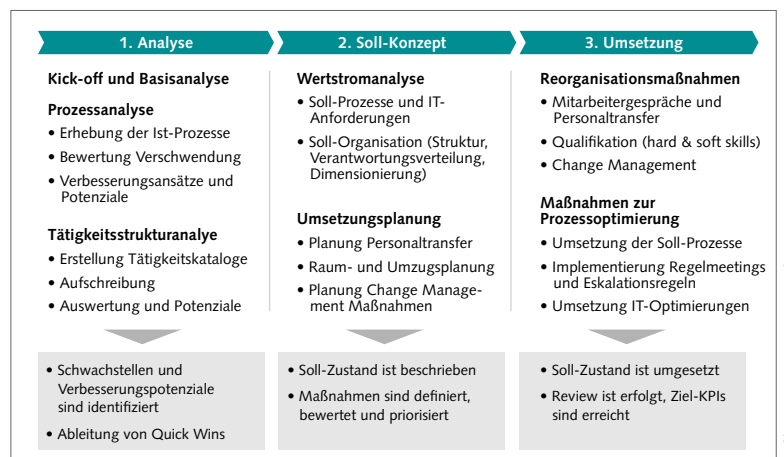 1. Analyse
2. Soll-Konzept
3. Umsetzung
Kick-off und Basisanalyse
Prozessanalyse
• Erhebung der Ist-Prozesse
• Bewertung Verschwendung
• Verbesserungsansätze und
Potenziale
Tätigkeitsstrukturanalye
• Erstellung Tätigkeitskataloge
• Aufschreibung
• Auswertung und Potenziale
• Schwachstellen und
Verbesserungspotenziale
sind identifiziert
• Ableitung von Quick Wins
Wertstromanalyse
• Soll-Prozesse und IT-
Anforderungen
• Soll-Organisation (Struktur,
Verantwortungsverteilung,
Dimensionierung)
Umsetzungsplanung
• Planung Personaltransfer
• Raum- und Umzugsplanung
• Planung Change Manage-
ment Maßnahmen
• Soll-Zustand ist beschrieben
• Maßnahmen sind definiert,
bewertet und priorisiert
Reorganisationsmaßnahmen
• Mitarbeitergespräche und
Personaltransfer
• Qualifikation (hard & soft skills)
• Change Management
Maßnahmen zur
Prozessoptimierung
• Umsetzung der Soll-Prozesse
• Implementierung Regelmeetings
und Eskalationsregeln
• Umsetzung IT-Optimierungen
• Soll-Zustand ist umgesetzt
• Review ist erfolgt, Ziel-KPIs
sind erreicht